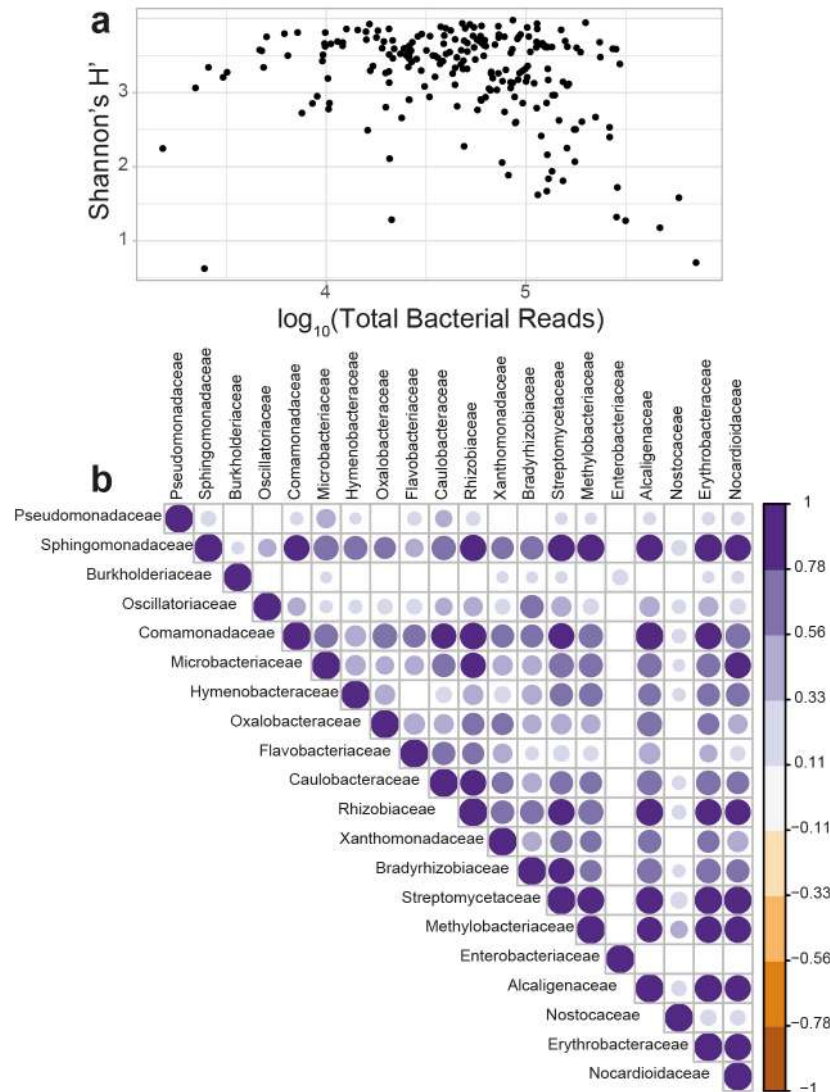 a
Shannon's H'
3
2
1
4
5
log10(Total Bacterial Reads)
b
Pseudomonadaceae
Sphingomonadaceae
Burkholderiaceae
Oscillatoriaceae
Comamonadaceae
Microbacteriaceae
Hymenobacteraceae
Oxalobacteraceae
Flavobacteriaceae
Caulobacteraceae
Rhizobiaceae
Xanthomonadaceae
Bradyrhizobiaceae
Streptomycetaceae
Methylobacteriaceae
Enterobacteriaceae
Alcaligenaceae
Nostocaceae
Erythrobacteraceae
Nocardioidaceae
Pseudomonadaceae
Sphingomonadaceae
Burkholderiaceae
Oscillatoriaceae
Comamonadaceae
Microbacteriaceae
Hymenobacteraceae
Oxalobacteraceae
Flavobacteriaceae
Caulobacteraceae
Rhizobiaceae
Xanthomonadaceae
Bradyrhizobiaceae
Streptomycetaceae
Methylobacteriaceae
Enterobacteriaceae
Alcaligenaceae
Nostocaceae
Erythrobacteraceae
Nocardioidaceae
1
0.78
0.56
0.33
0.11
−0.11
−0.33
−0.56
−0.78
−1